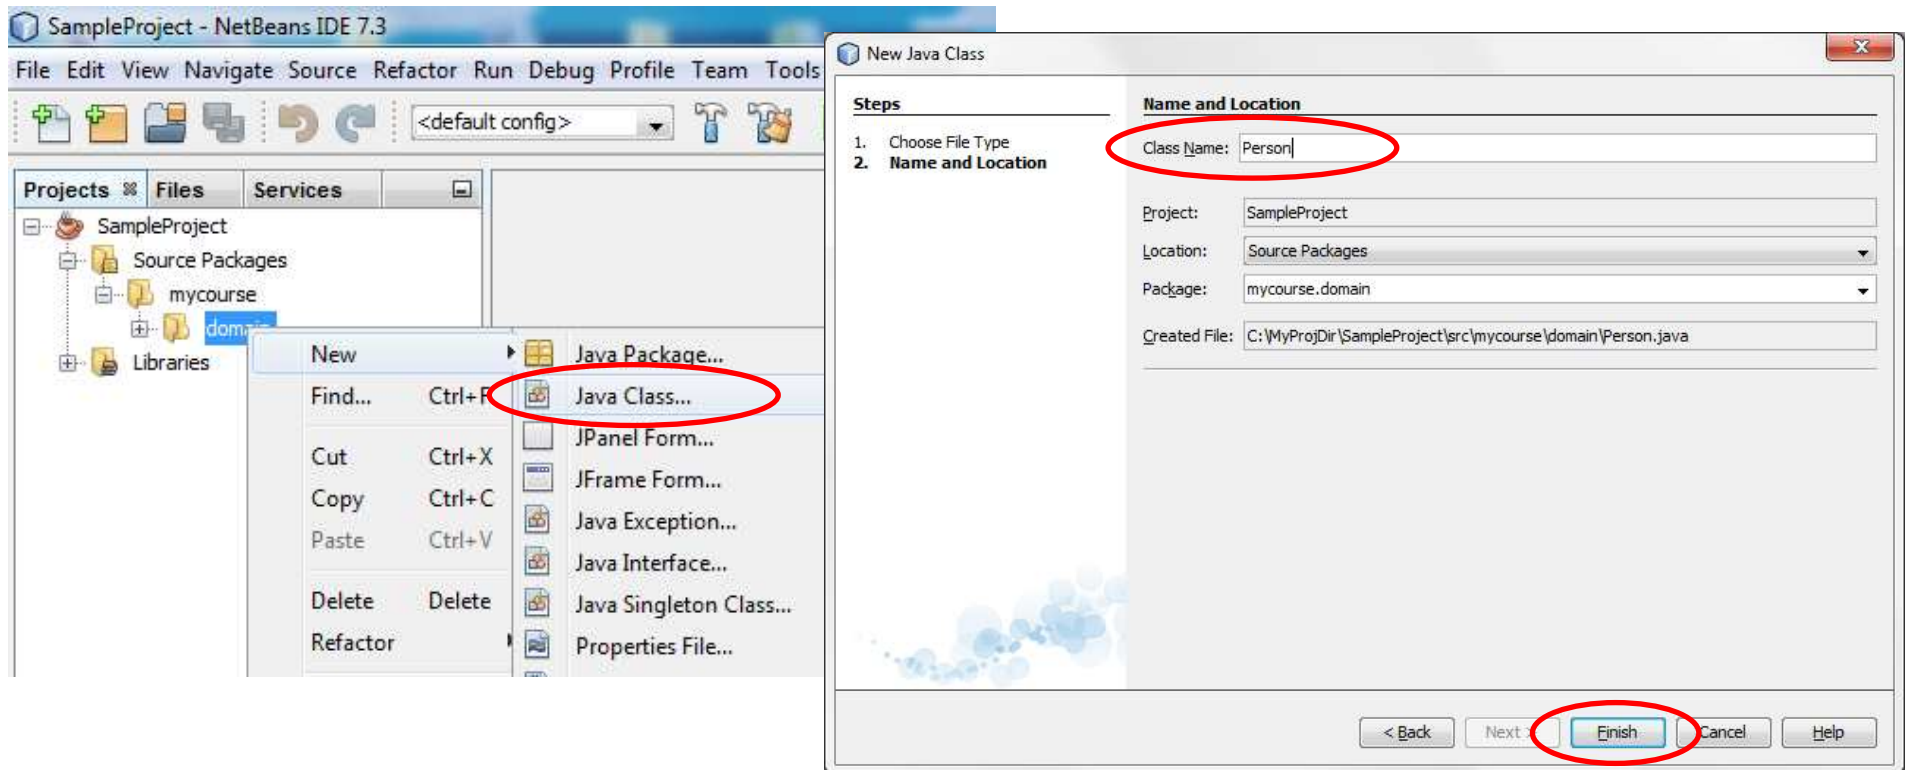 SampleProject - NetBeans IDE 7.3
File Edit View Navigate Source Refactor Run Debug Profile Team Tools
<default config>
Projects Files Services
SampleProject
Source Packages
mycourse
domain
Libraries
New
Find... Ctrl+F
Cut Ctrl+X
Copy Ctrl+C
Paste Ctrl+V
Delete Delete
Refactor
Java Package...
Java Class...
JPanel Form...
JFrame Form...
Java Exception...
Java Interface...
Java Singleton Class...
Properties File...
New Java Class
Steps
1. Choose File Type
2. Name and Location
Name and Location
Class Name: Person
Project: SampleProject
Location: Source Packages
Package: mycourse.domain
Created File: C:\MyProjDir\SampleProject\src\mycourse\domain\Person.java
< Back Next > Finish Cancel Help